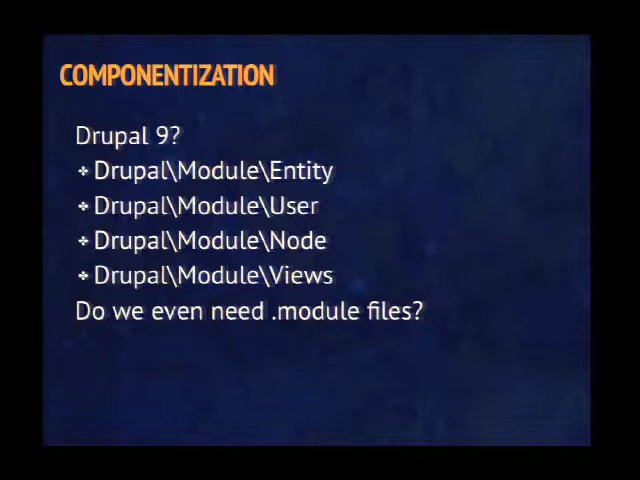 COMPONENTIZATION
Drupal 9?
❖ Drupal\Module\Entity
❖ Drupal\Module\User
❖ Drupal\Module\Node
❖ Drupal\Module\Views
Do we even need .module files?